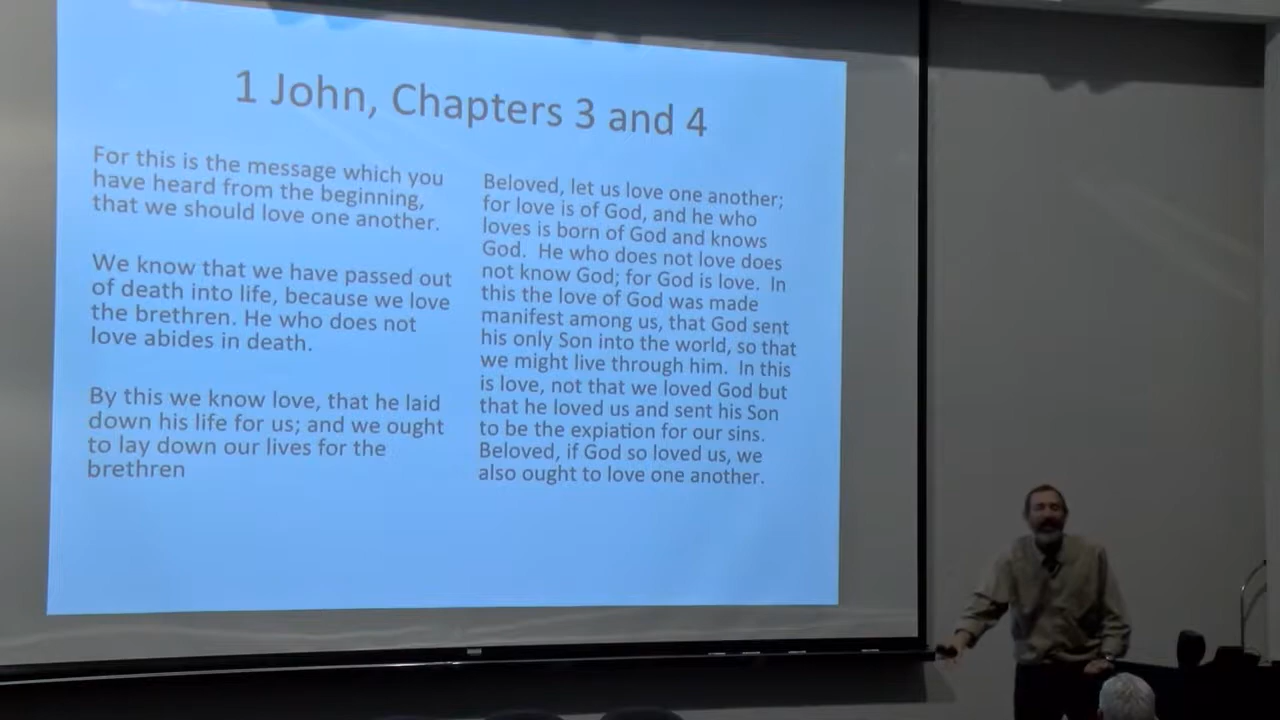 1 John, Chapters 3 and 4
For this is the message which you
have heard from the beginning,
that we should love one another.
We know that we have passed out
of death into life, because we love
the brethren. He who does not
love abides in death.
By this we know love, that he laid
down his life for us; and we ought
to lay down our lives for the
brethren
Beloved, let us love one another;
for love is of God, and he who
loves is born of God and knows
God.  He who does not love does
not know God; for God is love.  In
this the love of God was made
manifest among us, that God sent
his only Son into the world, so that
we might live through him.  In this
is love, not that we loved God but
that he loved us and sent his Son
to be the expiation for our sins.
Beloved, if God so loved us, we
also ought to love one another.